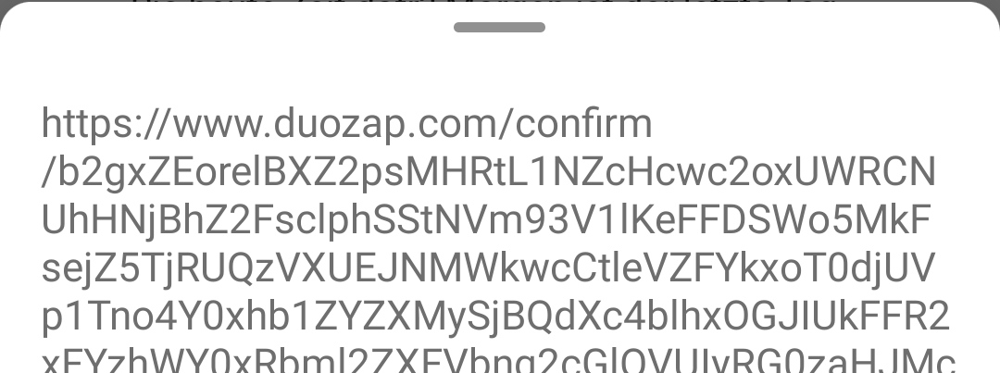 https://www.duozap.com/confirm
/b2gxZEorelBXZ2psMHRtL1NZcHcwc2oxUWRCN
UhHNjBhZ2FsclphSStNVm93V1lKeFFDSWo5MkF
sejZ5TjRUQzVXUEJNMWkwcCtleVZFYkxoT0djUV
p1Tno4Y0xhb1ZYZXMySjBQdXc4blhxOGJIUkFFR2